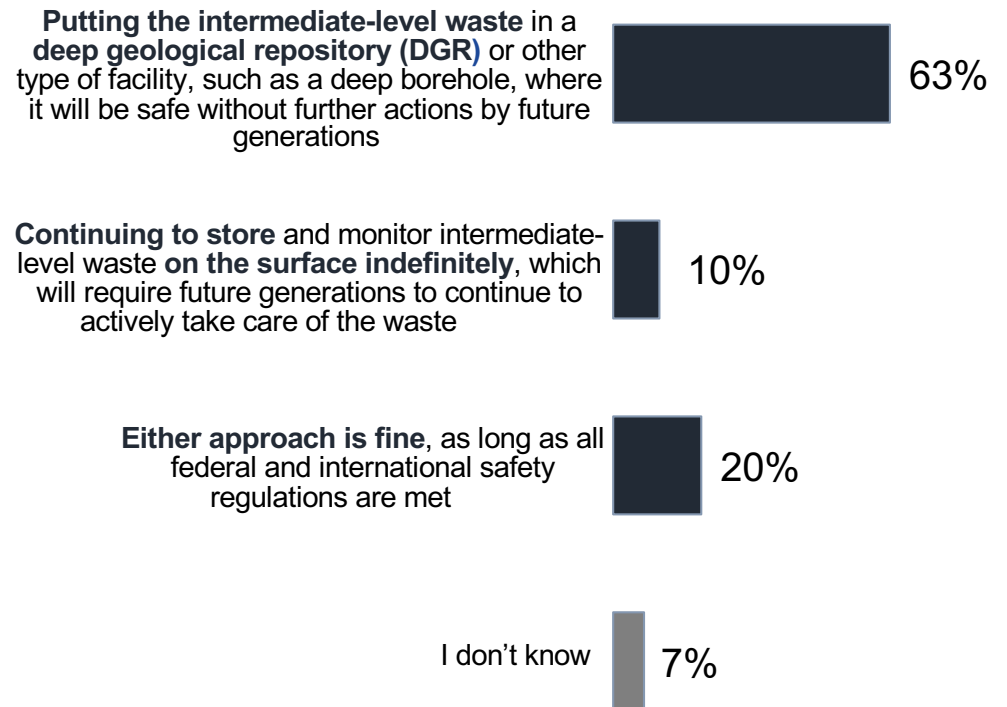 Putting the intermediate-level waste in a
deep geological repository (DGR) or other
type of facility, such as a deep borehole, where
it will be safe without further actions by future
generations
63%
Continuing to store and monitor intermediate-
level waste on the surface indefinitely, which
will require future generations to continue to
actively take care of the waste
10%
Either approach is fine, as long as all
federal and international safety
regulations are met
20%
I don’t know
7%